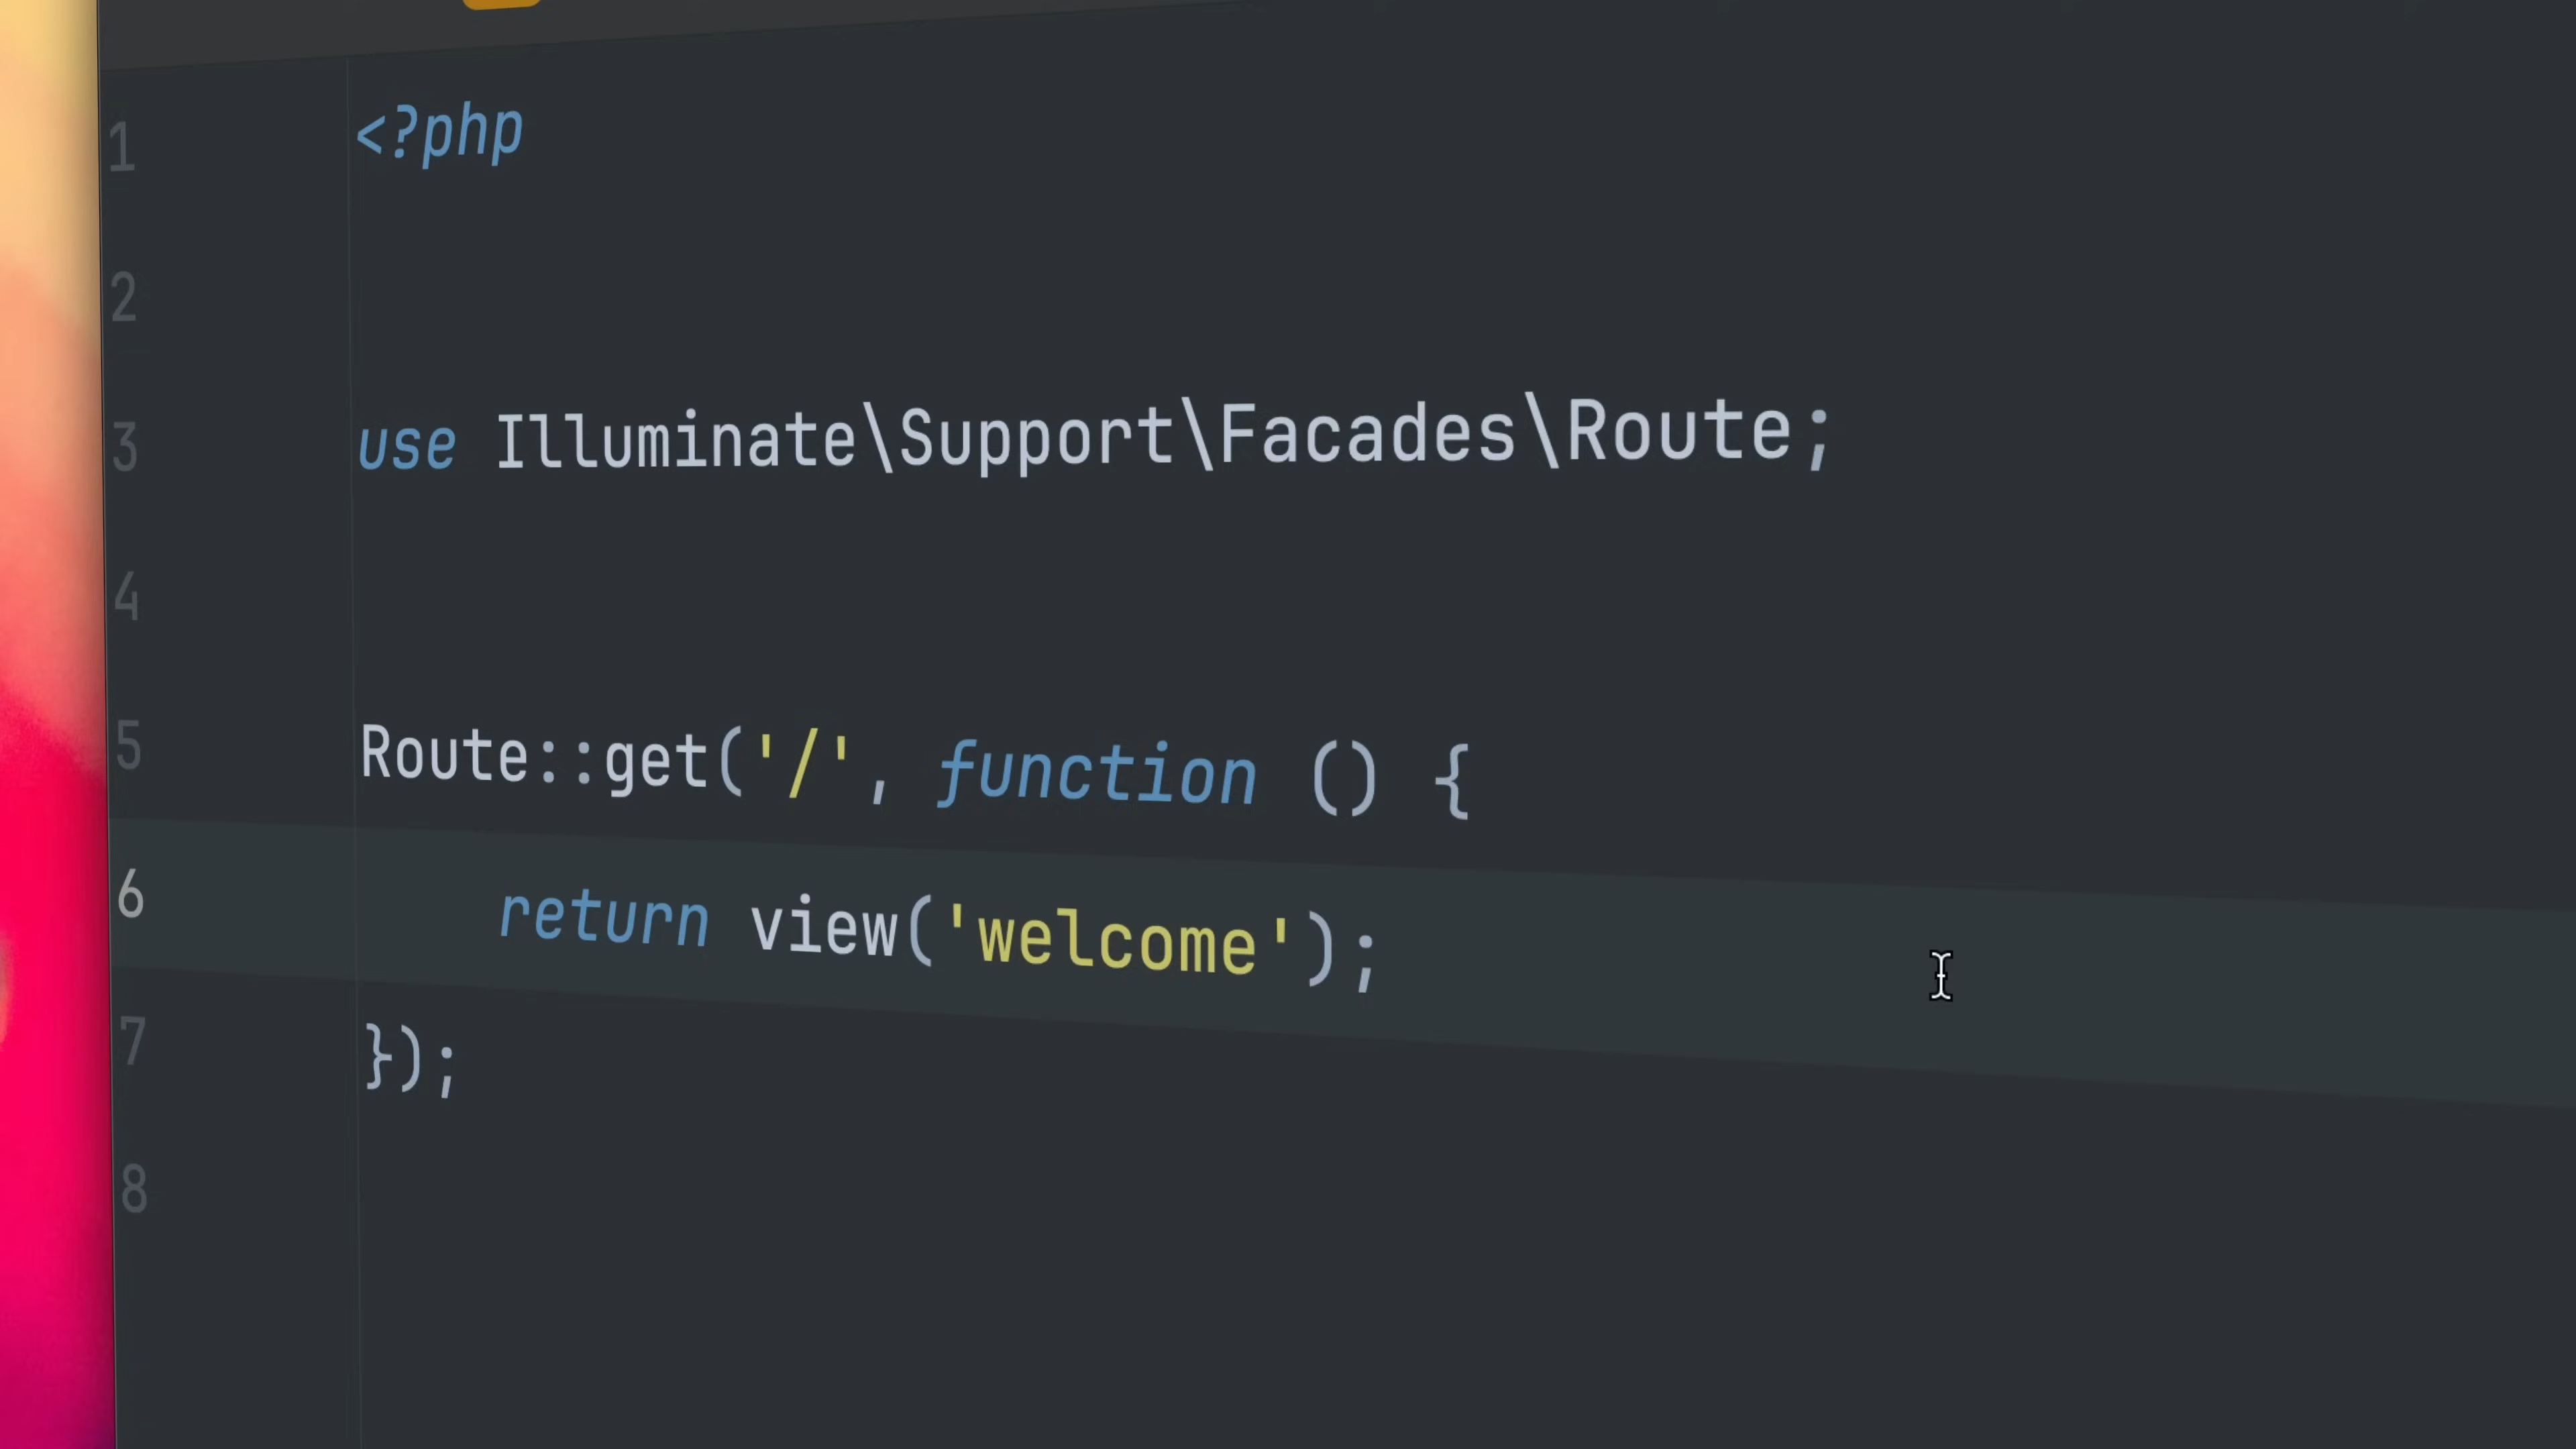 1 <?php
2
3 use Illuminate\Support\Facades\Route;
4
5 Route::get('/', function () {
6     return view('welcome');
7 });
8